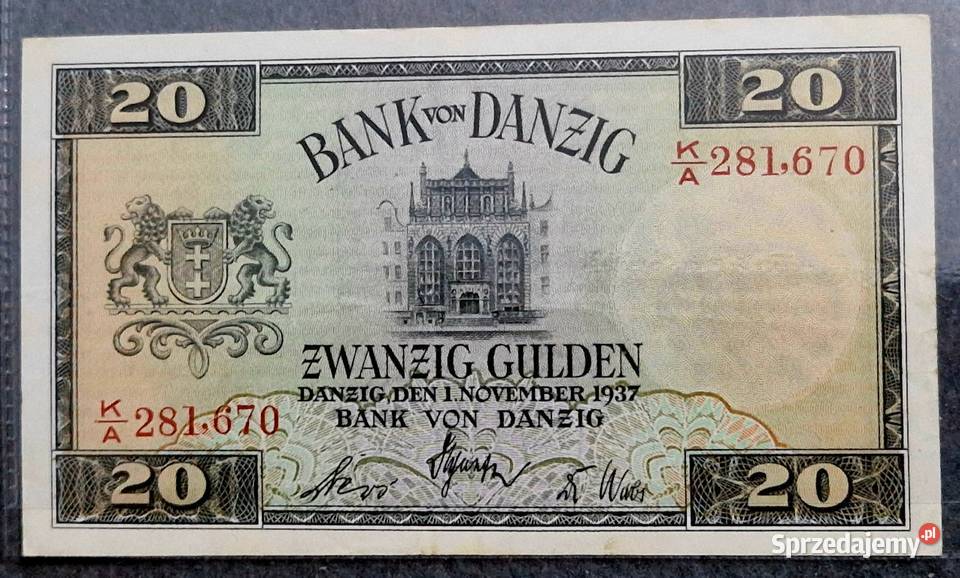 20 20
BANK VON DANZIG
K/A 281,670
ZWANZIG GULDEN
DANZIG, DEN 1. NOVEMBER 1937
K/A 281,670
BANK VON DANZIG
20 20
Sprzedajemy.pl